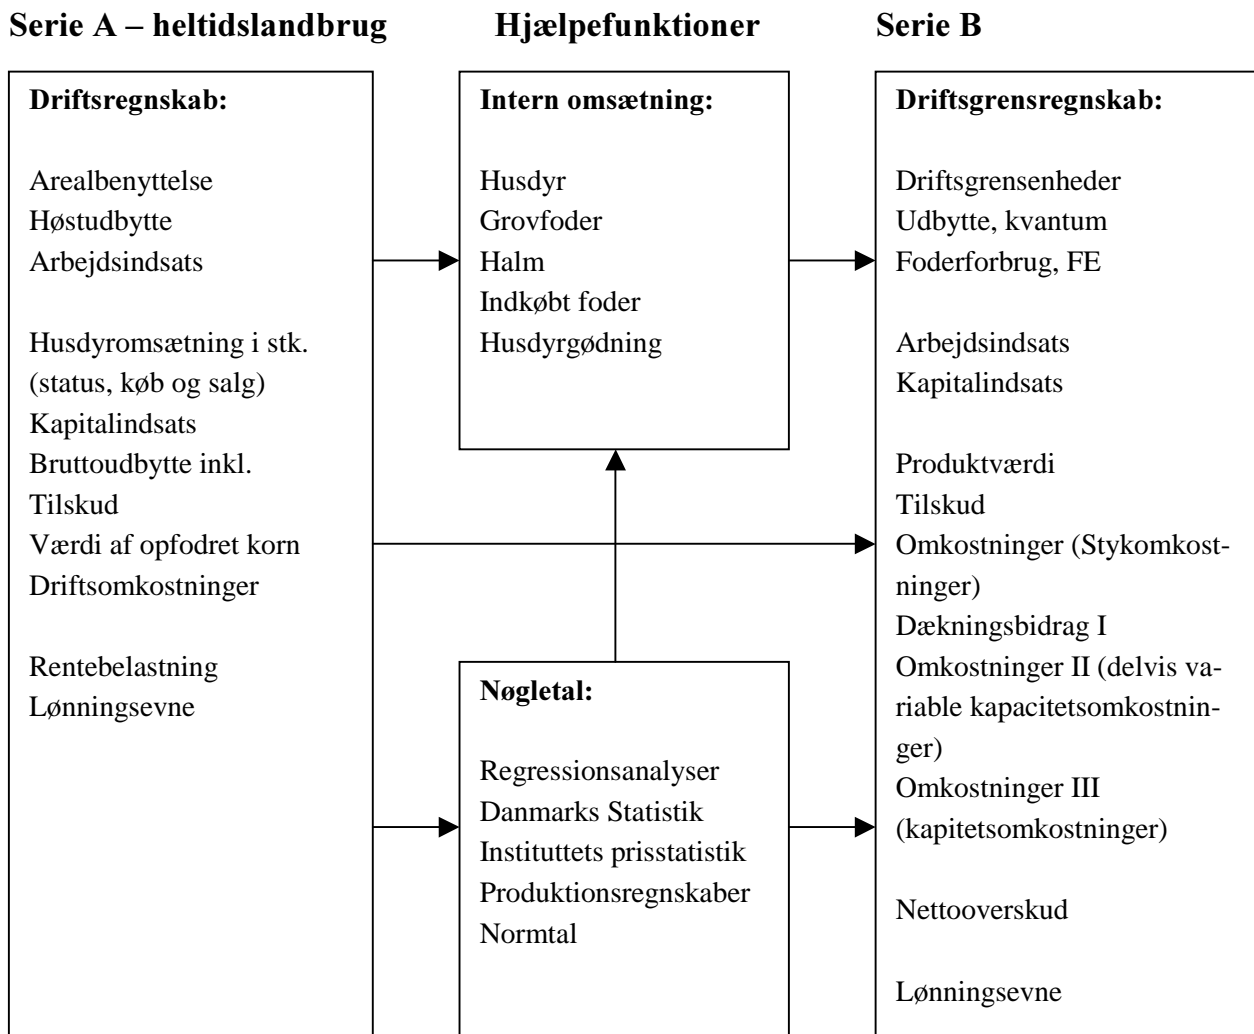 Serie A – heltidslandbrug
Hjælpefunktioner
Serie B
Driftsregnskab:
Arealbenyttelse
Høstudbytte
Arbejdsindsats
Husdyromsætning i stk.
(status, køb og salg)
Kapitalindsats
Bruttoudbytte inkl.
Tilskud
Værdi af opfodret korn
Driftsomkostninger
Rentebelastning
Lønningsevne
Intern omsætning:
Husdyr
Grovfoder
Halm
Indkøbt foder
Husdyrgødning
Nøgletal:
Regressionsanalyser
Danmarks Statistik
Instituttets prisstatistik
Produktionsregnskaber
Normtal
Driftsgrensregnskab:
Driftsgrensenheder
Udbytte, kvantum
Foderforbrug, FE
Arbejdsindsats
Kapitalindsats
Produktværdi
Tilskud
Omkostninger (Stykomkost-
ninger)
Dækningsbidrag I
Omkostninger II (delvis va-
riable kapacitetsomkostnin-
ger)
Omkostninger III
(kapitetsomkostninger)
Nettooverskud
Lønningsevne